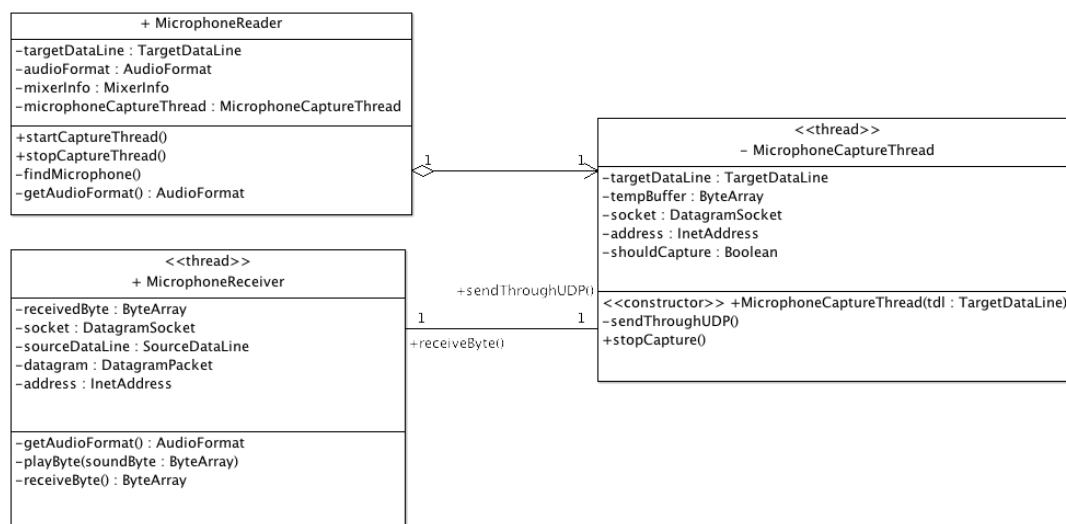 + MicrophoneReader
-targetDataLine : TargetDataLine
-audioFormat : AudioFormat
-mixerInfo : MixerInfo
-microphoneCaptureThread : MicrophoneCaptureThread
+startCaptureThread()
+stopCaptureThread()
-findMicrophone()
-getAudioFormat() : AudioFormat
1
1
<<thread>>
- MicrophoneCaptureThread
-targetDataLine : TargetDataLine
-tempBuffer : ByteArray
-socket : DatagramSocket
-address : InetAddress
-shouldCapture : Boolean
<<constructor>> +MicrophoneCaptureThread(tdl : TargetDataLine)
-sendThroughUDP()
+stopCapture()
<<thread>>
+ MicrophoneReceiver
-receivedByte : ByteArray
-socket : DatagramSocket
-sourceDataLine : SourceDataLine
-datagram : DatagramPacket
-address : InetAddress
-getAudioFormat() : AudioFormat
-playByte(soundByte : ByteArray)
-receiveByte() : ByteArray
+sendThroughUDP()
1
1
+receiveByte()